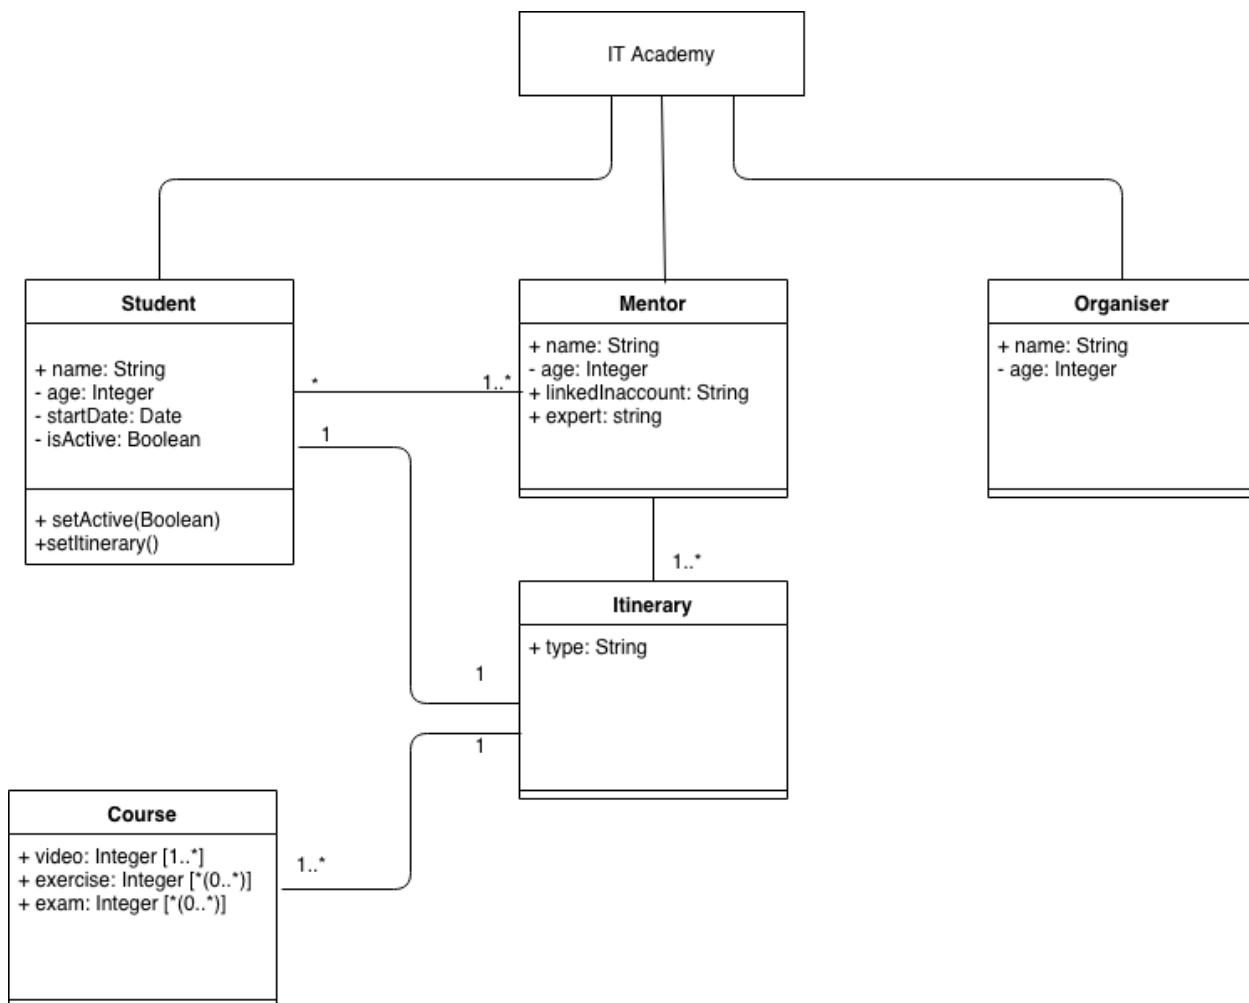 IT Academy
Student
+ name: String
- age: Integer
- startDate: Date
- isActive: Boolean
+ setActive(Boolean)
+setItinerary()
*
1..*
1
Mentor
+ name: String
- age: Integer
+ linkedInaccount: String
+ expert: string
Organiser
+ name: String
- age: Integer
1..*
Itinerary
+ type: String
1
1
Course
+ video: Integer [1..*]
+ exercise: Integer [*(0..*)]
+ exam: Integer [*(0..*)]
1..*